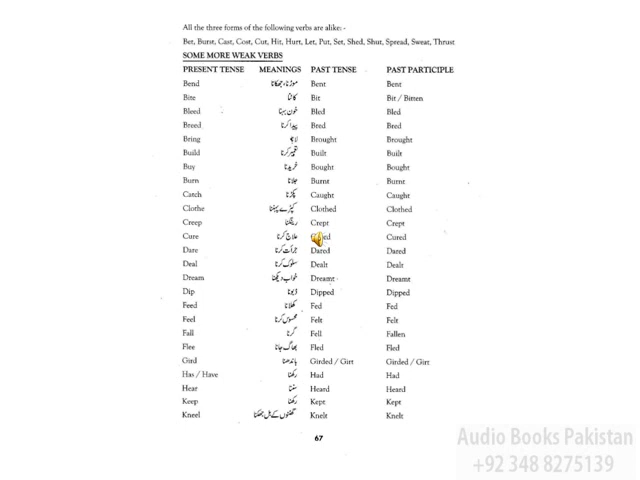 All the three forms of the following verbs are alike: -
Bet, Burst, Cast, Cost, Cut, Hit, Hurt, Let, Put, Set, Shed, Shut, Spread, Sweat, Thrust
SOME MORE WEAK VERBS
PRESENT TENSE MEANINGS PAST TENSE PAST PARTICIPLE
Bend موڑنا، جھکانا Bent Bent
Bite کاٹنا Bit Bit / Bitten
Bleed خون بہنا Bled Bled
Breed پیدا کرنا Bred Bred
Bring Brought Brought
Build تعمیر کرنا Built Built
Buy خریدنا Bought Bought
Burn جلانا Burnt Burnt
Catch پکڑنا Caught Caught
Clothe کپڑے پہننا Clothed Clothed
Creep رینگنا Crept Crept
Cure علاج کرنا Cured
Dare جرأت کرنا Dared Dared
Deal سلوک کرنا Dealt Dealt
Dream خواب دیکھنا Dreamt Dreamt
Dip ڈبونا Dipped Dipped
Feed کھلانا Fed Fed
Feel محسوس کرنا Felt Felt
Fall گرنا Fell Fallen
Flee بھاگ جانا Fled Fled
Gird باندھنا Girded / Girt Girded / Girt
Has / Have رکھنا Had Had
Hear سننا Heard Heard
Keep رکھنا Kept Kept
Kneel گھٹنوں کے بل جھکنا Knelt Knelt
67
Audio Books Pakistan
+92 348 8275139